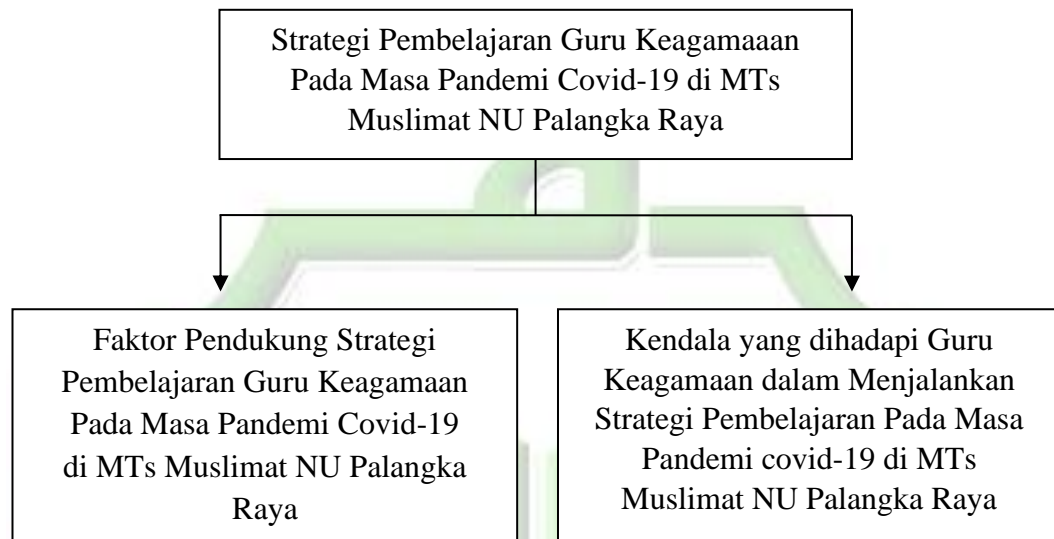 Strategi Pembelajaran Guru Keagamaaan
Pada Masa Pandemi Covid-19 di MTs
Muslimat NU Palangka Raya
Faktor Pendukung Strategi
Pembelajaran Guru Keagamaan
Pada Masa Pandemi Covid-19
di MTs Muslimat NU Palangka
Raya
Kendala yang dihadapi Guru
Keagamaan dalam Menjalankan
Strategi Pembelajaran Pada Masa
Pandemi covid-19 di MTs
Muslimat NU Palangka Raya